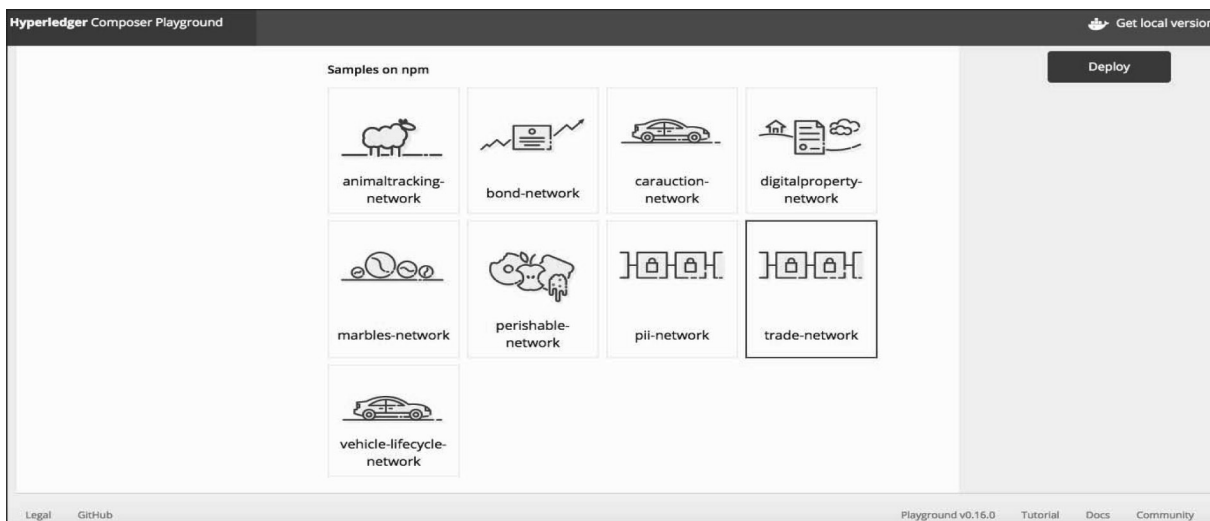 Hyperledger Composer Playground
Get local version
Deploy
Samples on npm
animaltracking-
network
bond-network
carauction-
network
digitalproperty-
network
marbles-network
perishable-
network
pii-network
trade-network
vehicle-lifecycle-
network
Legal GitHub
Playground v0.16.0 Tutorial Docs Community